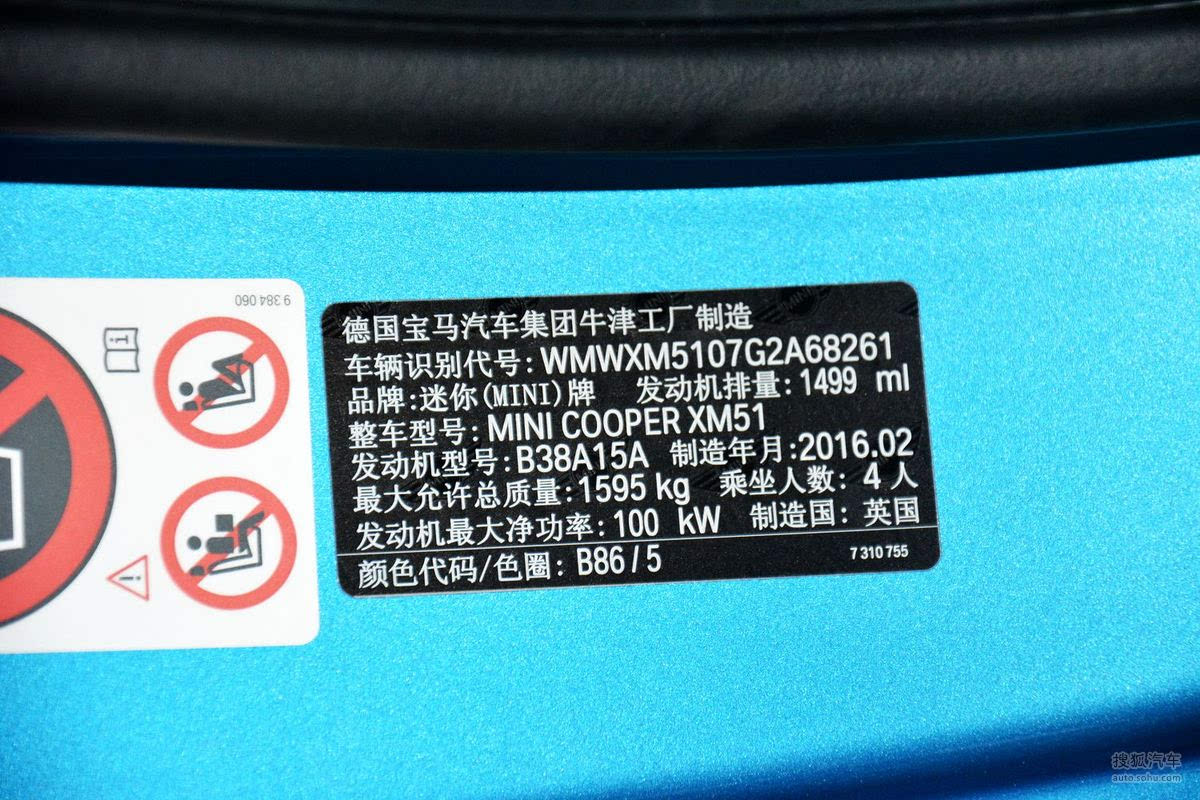 9 384 060
德国宝马汽车集团牛津工厂制造
车辆识别代号: WMWXM5107G2A68261
品牌:迷你(MINI)牌 发动机排量: 1499 ml
整车型号: MINI COOPER XM51
发动机型号: B38A15A 制造年月:2016.02
最大允许总质量: 1595 kg 乘坐人数: 4 人
发动机最大净功率: 100 kW 制造国: 英国
颜色代码/色圈: B86/5 7 310 755
搜狐汽车
auto.sohu.com